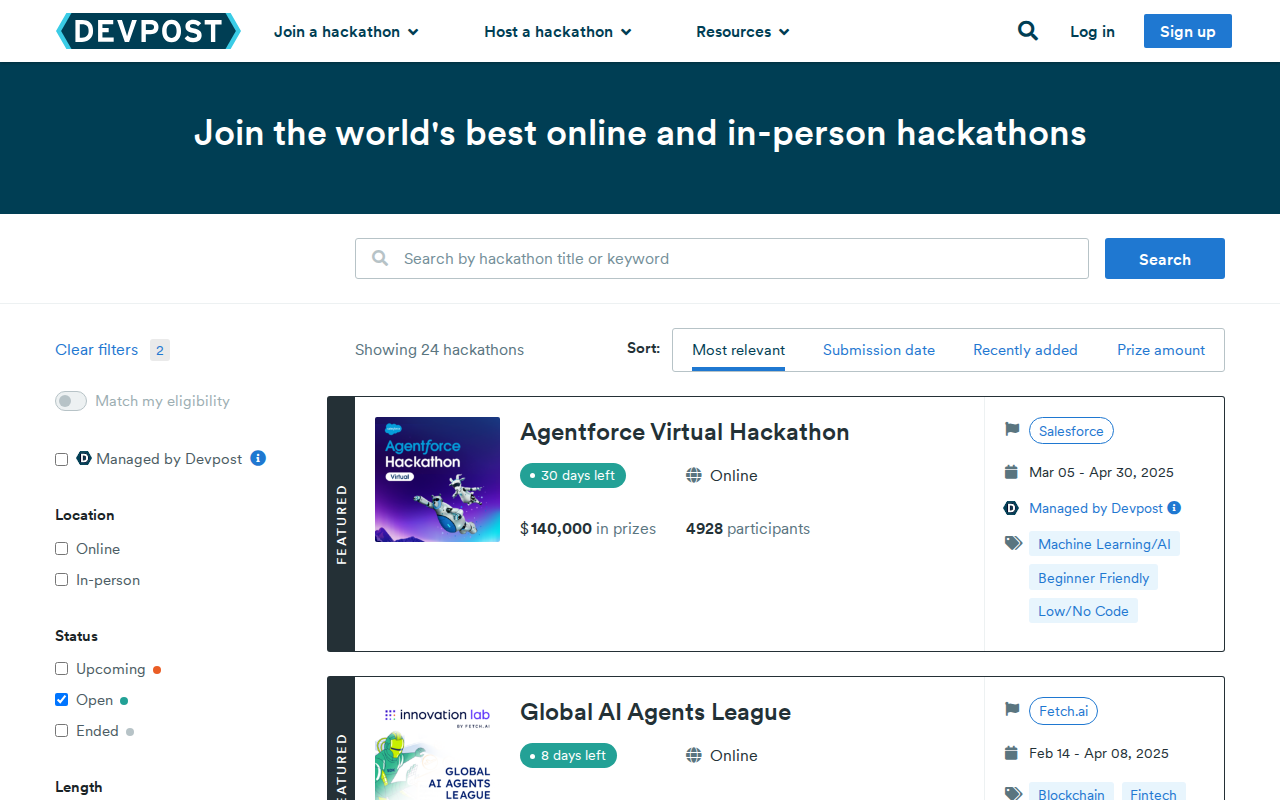 DEVPOST
Join a hackathon
Host a hackathon
Resources
Log in
Sign up
Join the world's best online and in-person hackathons
Search by hackathon title or keyword
Search
Clear filters 2
Match my eligibility
D Managed by Devpost
Location
Online
In-person
Status
Upcoming
Open
Ended
Length
Showing 24 hackathons
Sort:
Most relevant
Submission date
Recently added
Prize amount
FEATURED
Agentforce
Hackathon
Virtual
Agentforce Virtual Hackathon
30 days left
Online
$140,000 in prizes
4928 participants
Salesforce
Mar 05 - Apr 30, 2025
D Managed by Devpost
Machine Learning/AI
Beginner Friendly
Low/No Code
FEATURED
innovation lab
BY FETCH.AI
GLOBAL
AI AGENTS
LEAGUE
Global AI Agents League
8 days left
Online
Fetch.ai
Feb 14 - Apr 08, 2025
Blockchain
Fintech